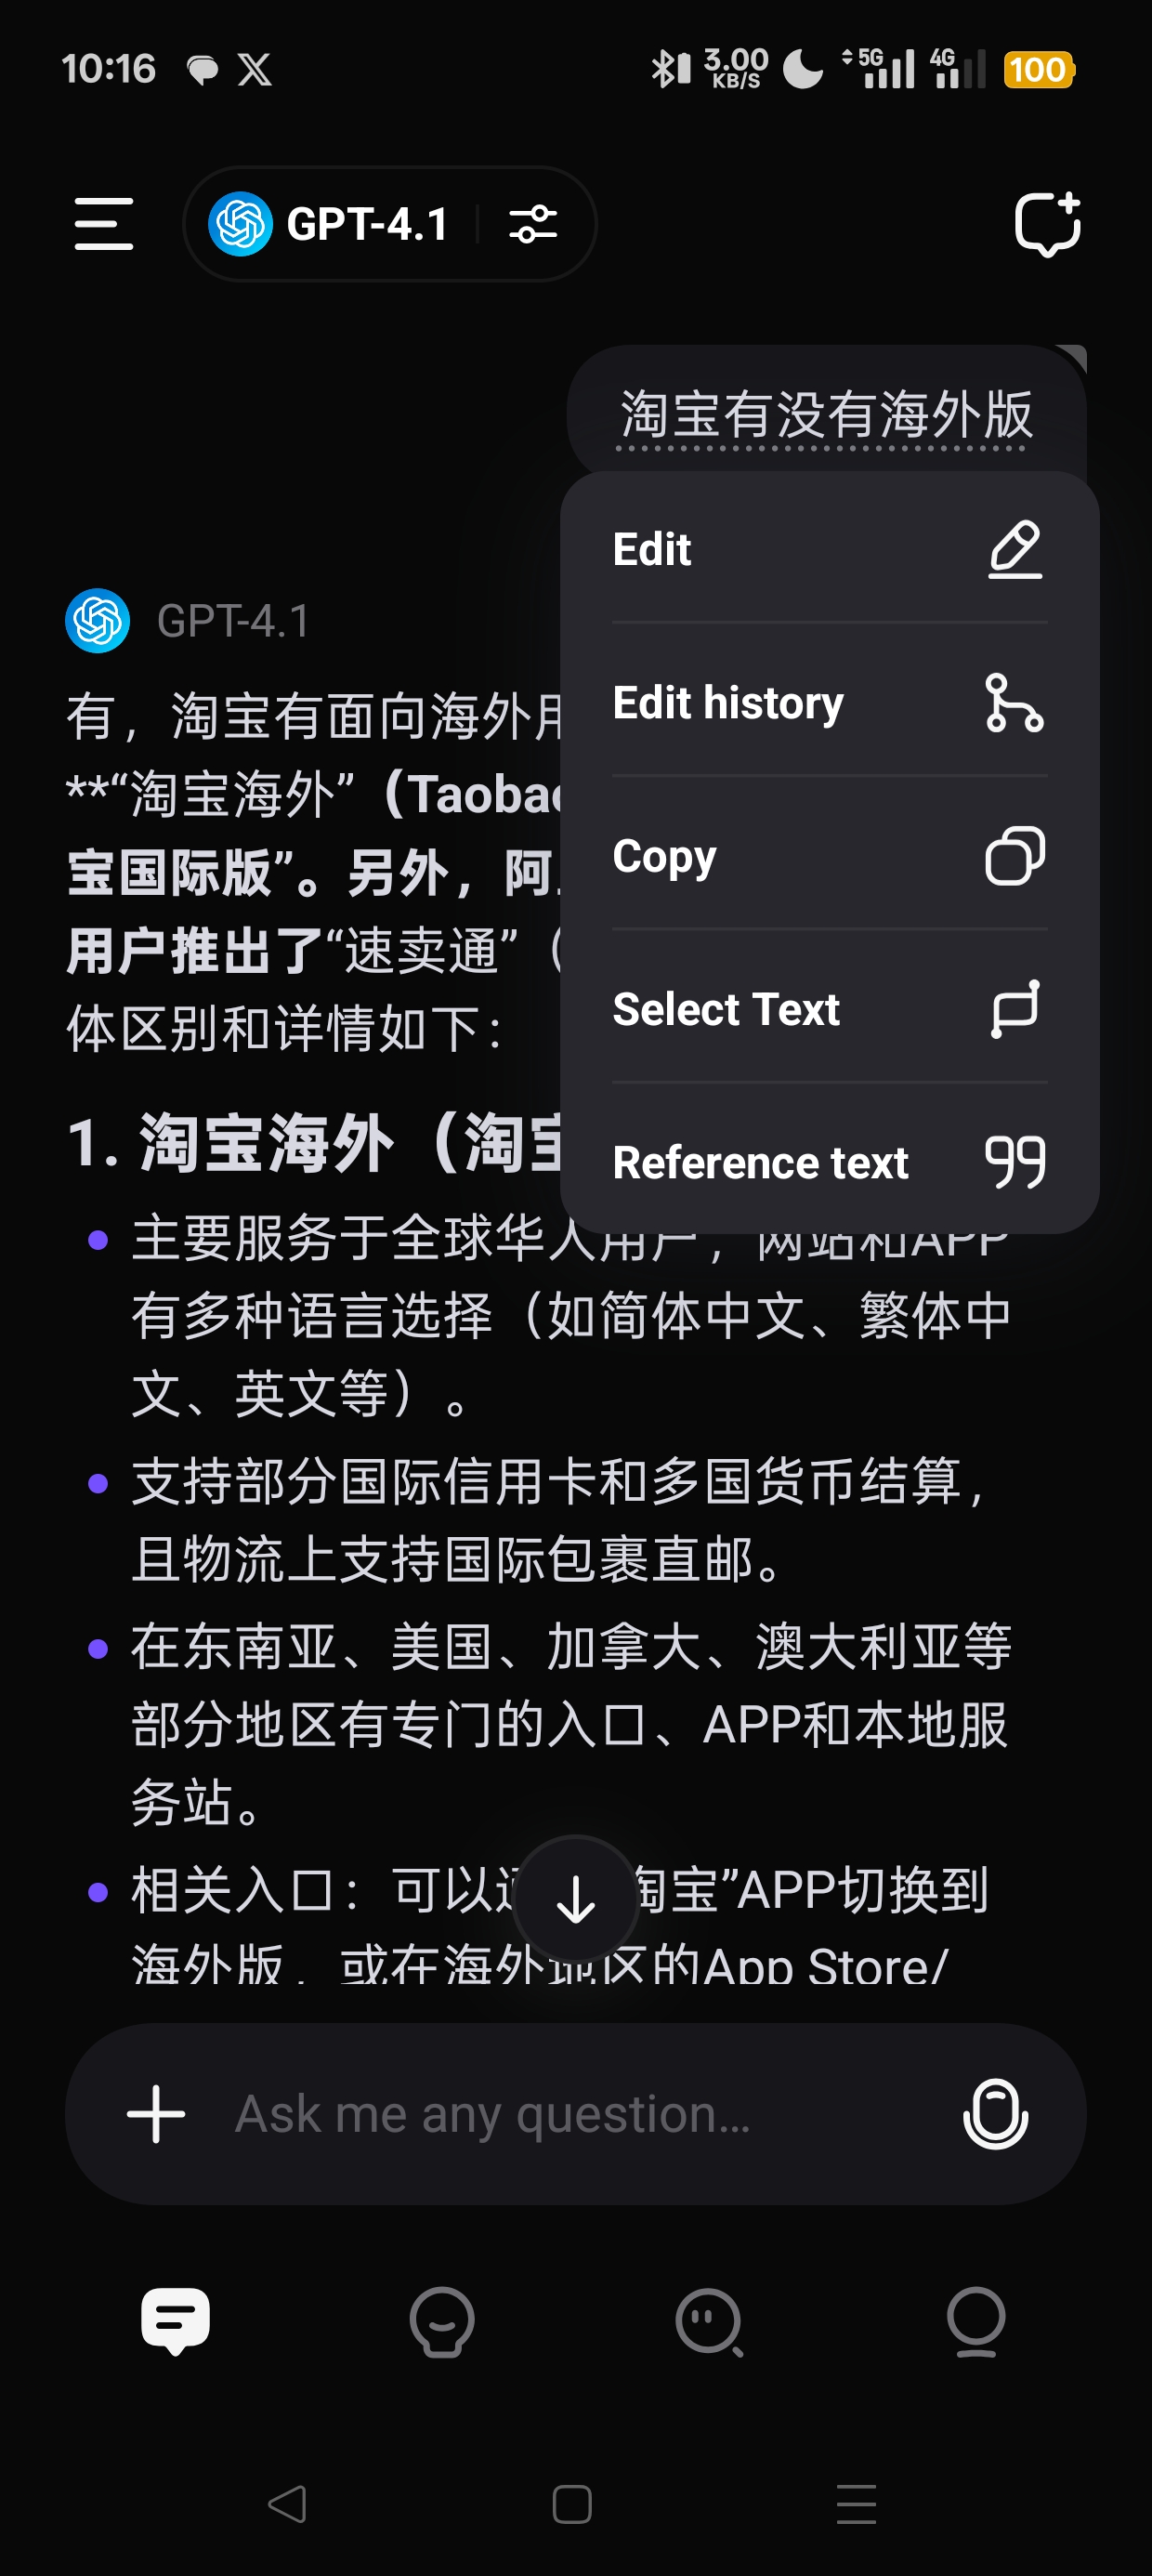 10:16
3.00
KB/S
5G
4G
100
GPT-4.1
淘宝有没有海外版
Edit
Edit history
Copy
Select Text
Reference text
GPT-4.1
有，淘宝有面向海外
**“淘宝海外”（Taobao
宝国际版”。另外，阿
用户推出了“速卖通”（
体区别和详情如下：
1. 淘宝海外（淘宝
主要服务于全球华人用户，网站和APP
有多种语言选择（如简体中文、繁体中
文、英文等）。
支持部分国际信用卡和多国货币结算，
且物流上支持国际包裹直邮。
在东南亚、美国、加拿大、澳大利亚等
部分地区有专门的入口、APP和本地服
务站。
相关入口：可以 淘宝”APP切换到
海外版，或在海外地区的App Store/
Ask me any question...